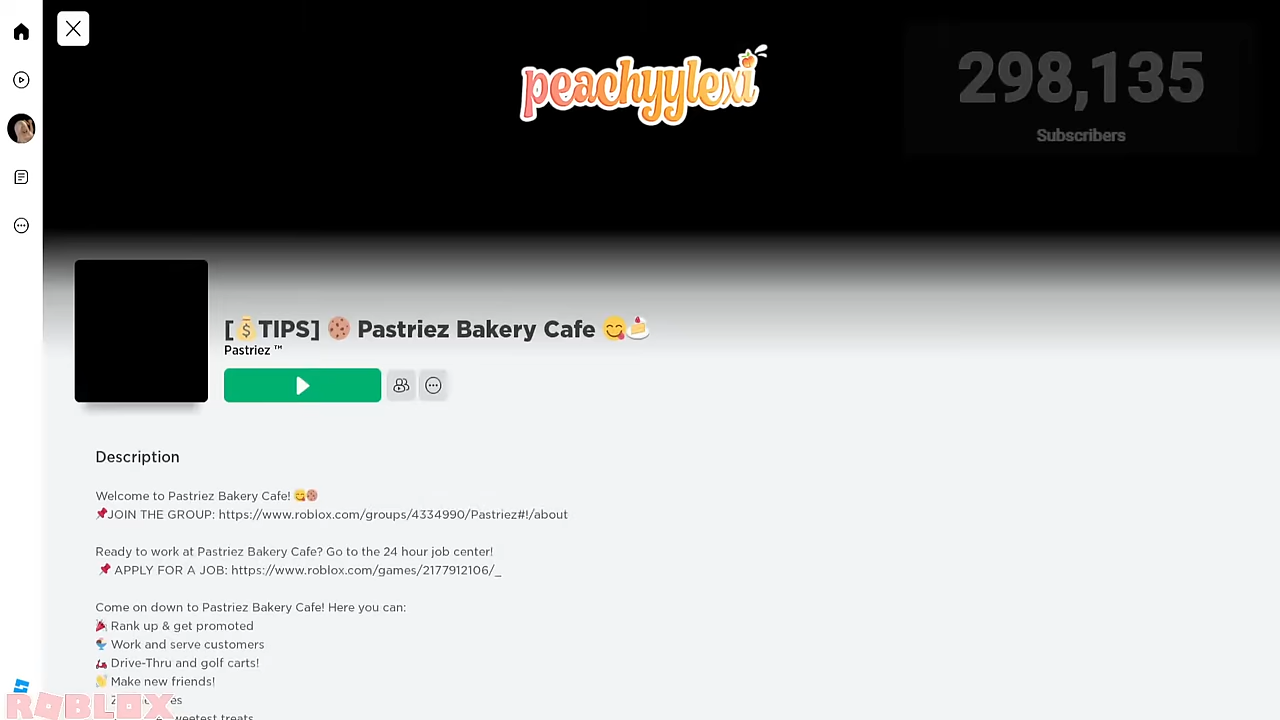 peachyylexi
298,135
Subscribers
[💰TIPS] 🍪 Pastriez Bakery Cafe 😋🍰
Pastriez ™
Description
Welcome to Pastriez Bakery Cafe! 😋🍪
📌JOIN THE GROUP: https://www.roblox.com/groups/4334990/Pastriez#!/about
Ready to work at Pastriez Bakery Cafe? Go to the 24 hour job center!
📌 APPLY FOR A JOB: https://www.roblox.com/games/2177912106/_
Come on down to Pastriez Bakery Cafe! Here you can:
🎉 Rank up & get promoted
🍨 Work and serve customers
🛵 Drive-Thru and golf carts!
👋 Make new friends!
ROBLOX
treats